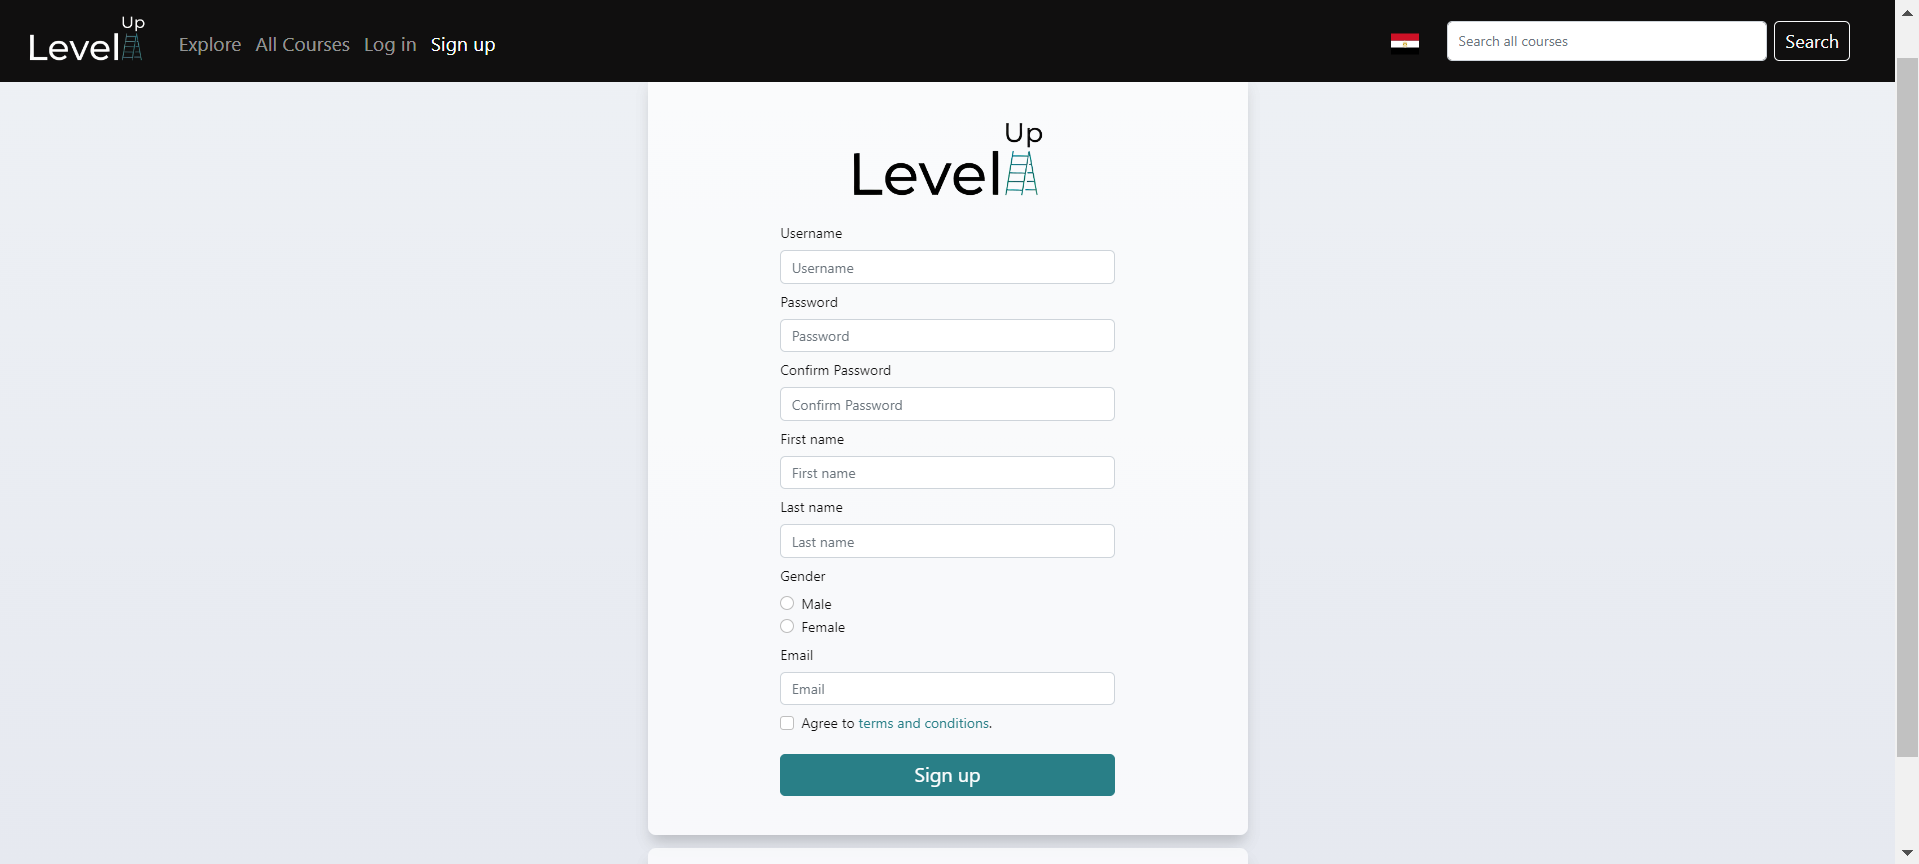 Level Up
Explore All Courses Log in Sign up
Search all courses
Search
Level Up
Username
Username
Password
Password
Confirm Password
Confirm Password
First name
First name
Last name
Last name
Gender
Male
Female
Email
Email
Agree to terms and conditions.
Sign up